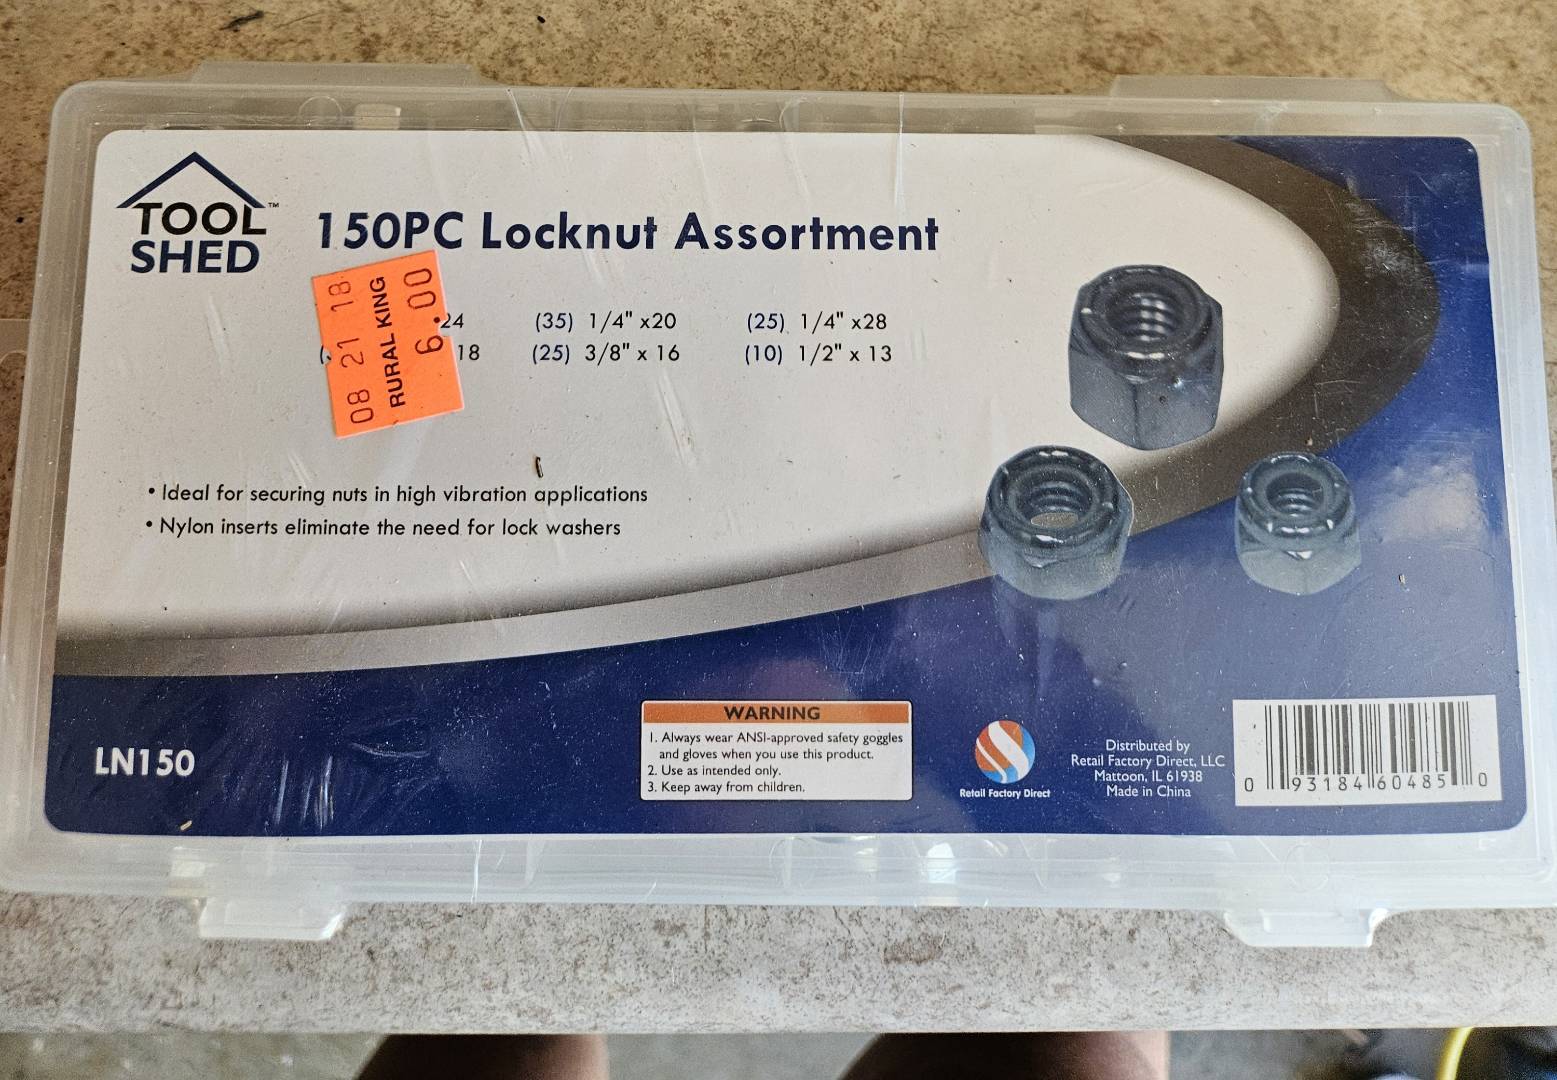 TOOL™
SHED
150PC Locknut Assortment
24 (35) 1/4" x20 (25) 1/4" x28
18 (25) 3/8" x 16 (10) 1/2" x 13
08 21 18
RURAL KING
6.00
• Ideal for securing nuts in high vibration applications
• Nylon inserts eliminate the need for lock washers
LN150
WARNING
1. Always wear ANSI-approved safety goggles
and gloves when you use this product.
2. Use as intended only.
3. Keep away from children.
Retail Factory Direct
Distributed by
Retail Factory Direct, LLC
Mattoon, IL 61938
Made in China
0 93184 60485 0